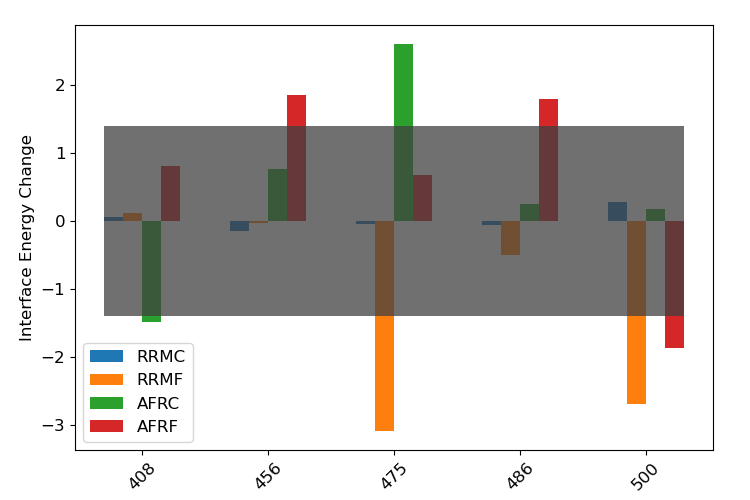 Interface Energy Change
2
1
0
−1
−2
−3
RRMC
RRMF
AFRC
AFRF
408
456
475
486
500